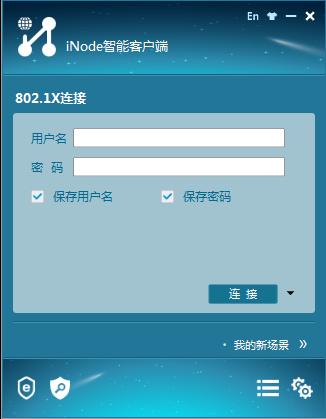 En
iNode智能客户端
802.1X连接
用户名
密 码
保存用户名 保存密码
连 接
· 我的新场景 »